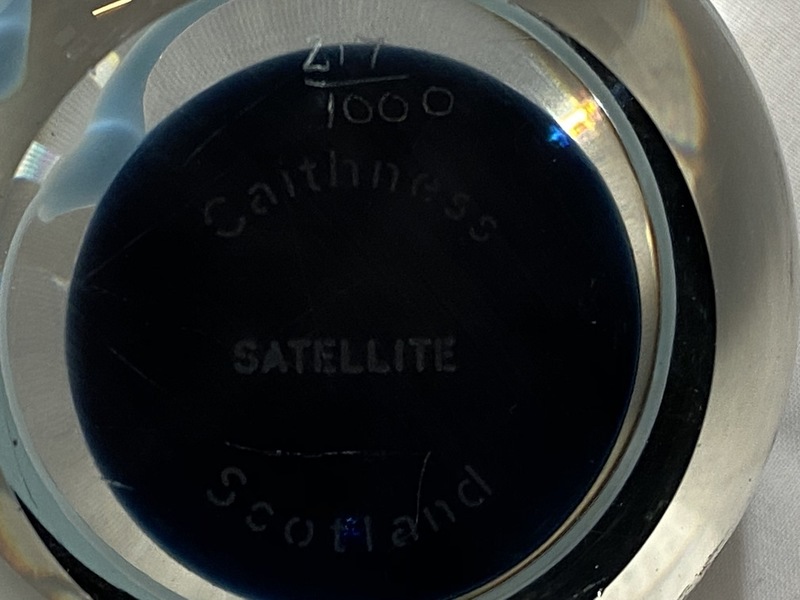 217
1000
Caithness
SATELLITE
Scotland